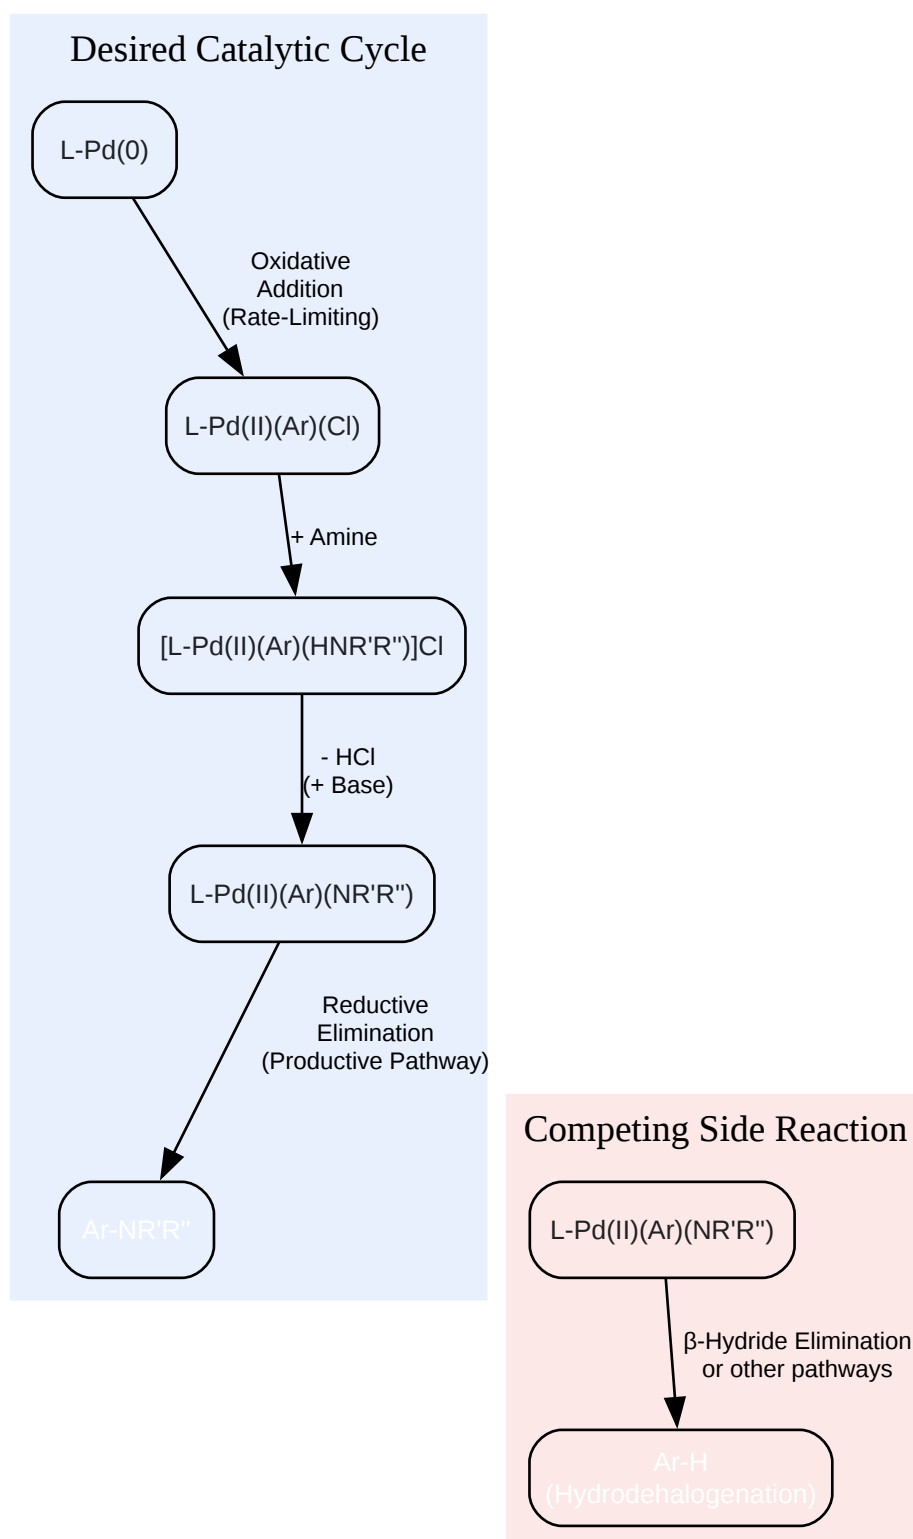 Desired Catalytic Cycle
L-Pd(0)
Oxidative
Addition
(Rate-Limiting)
L-Pd(II)(Ar)(Cl)
+ Amine
[L-Pd(II)(Ar)(HNR'R'')]Cl
- HCl
(+ Base)
L-Pd(II)(Ar)(NR'R'')
Reductive
Elimination
(Productive Pathway)
Ar-NR'R''
Competing Side Reaction
L-Pd(II)(Ar)(NR'R'')
β-Hydride Elimination
or other pathways
Ar-H
(Hydrodehalogenation)